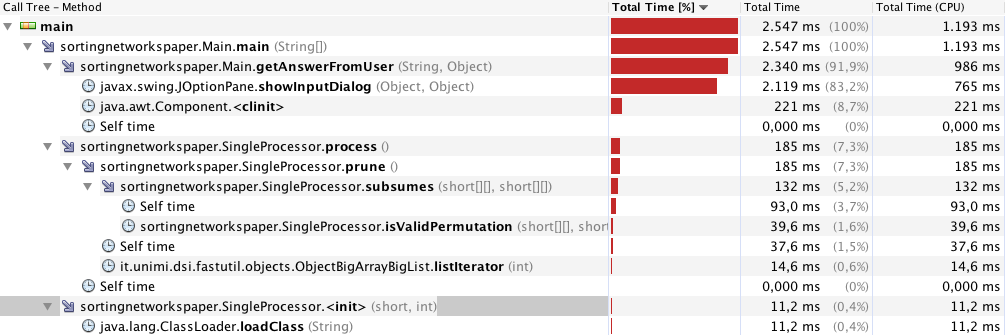 Call Tree - Method Total Time [%] Total Time Total Time (CPU)
main 2.547 ms (100%) 1.193 ms
sortingnetworkspaper.Main.main (String[]) 2.547 ms (100%) 1.193 ms
sortingnetworkspaper.Main.getAnswerFromUser (String, Object) 2.340 ms (91,9%) 986 ms
javax.swing.JOptionPane.showInputDialog (Object, Object) 2.119 ms (83,2%) 765 ms
java.awt.Component.<clinit> 221 ms (8,7%) 221 ms
Self time 0,000 ms (0%) 0,000 ms
sortingnetworkspaper.SingleProcessor.process () 185 ms (7,3%) 185 ms
sortingnetworkspaper.SingleProcessor.prune () 185 ms (7,3%) 185 ms
sortingnetworkspaper.SingleProcessor.subsumes (short[][], short[][]) 132 ms (5,2%) 132 ms
Self time 93,0 ms (3,7%) 93,0 ms
sortingnetworkspaper.SingleProcessor.isValidPermutation (short[][], short 39,6 ms (1,6%) 39,6 ms
Self time 37,6 ms (1,5%) 37,6 ms
it.unimi.dsi.fastutil.objects.ObjectBigArrayBigList.listIterator (int) 14,6 ms (0,6%) 14,6 ms
Self time 0,000 ms (0%) 0,000 ms
sortingnetworkspaper.SingleProcessor.<init> (short, int) 11,2 ms (0,4%) 11,2 ms
java.lang.ClassLoader.loadClass (String) 11,2 ms (0,4%) 11,2 ms